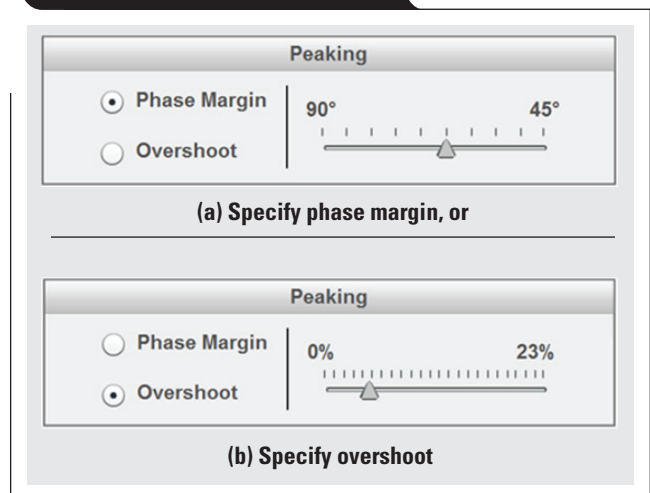 Peaking
Phase Margin
Overshoot
90° 45°
(a) Specify phase margin, or
Peaking
Phase Margin
Overshoot
0% 23%
(b) Specify overshoot